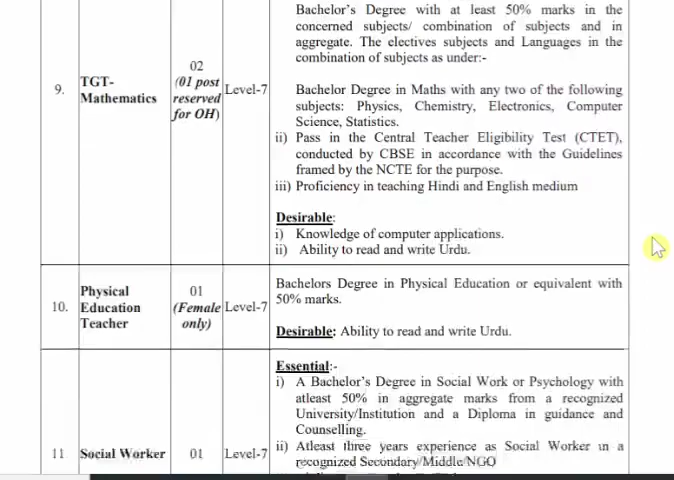 Bachelor's Degree with at least 50% marks in the
concerned subjects/ combination of subjects and in
aggregate. The electives subjects and Languages in the
combination of subjects as under:-
9.
TGT-
Mathematics
02
(01 post
reserved
for OH)
Level-7
Bachelor Degree in Maths with any two of the following
subjects: Physics, Chemistry, Electronics, Computer
Science, Statistics.
ii) Pass in the Central Teacher Eligibility Test (CTET),
conducted by CBSE in accordance with the Guidelines
framed by the NCTE for the purpose.
iii) Proficiency in teaching Hindi and English medium
Desirable:
i) Knowledge of computer applications.
ii) Ability to read and write Urdu.
10.
Physical
Education
Teacher
01
(Female
only)
Level-7
Bachelors Degree in Physical Education or equivalent with
50% marks.
Desirable: Ability to read and write Urdu.
Essential:-
i) A Bachelor's Degree in Social Work or Psychology with
atleast 50% in aggregate marks from a recognized
University/Institution and a Diploma in guidance and
Counselling.
11
Social Worker
01
Level-7
ii) Atleast three years experience as Social Worker in a
recognized Secondary/Middle/NGO